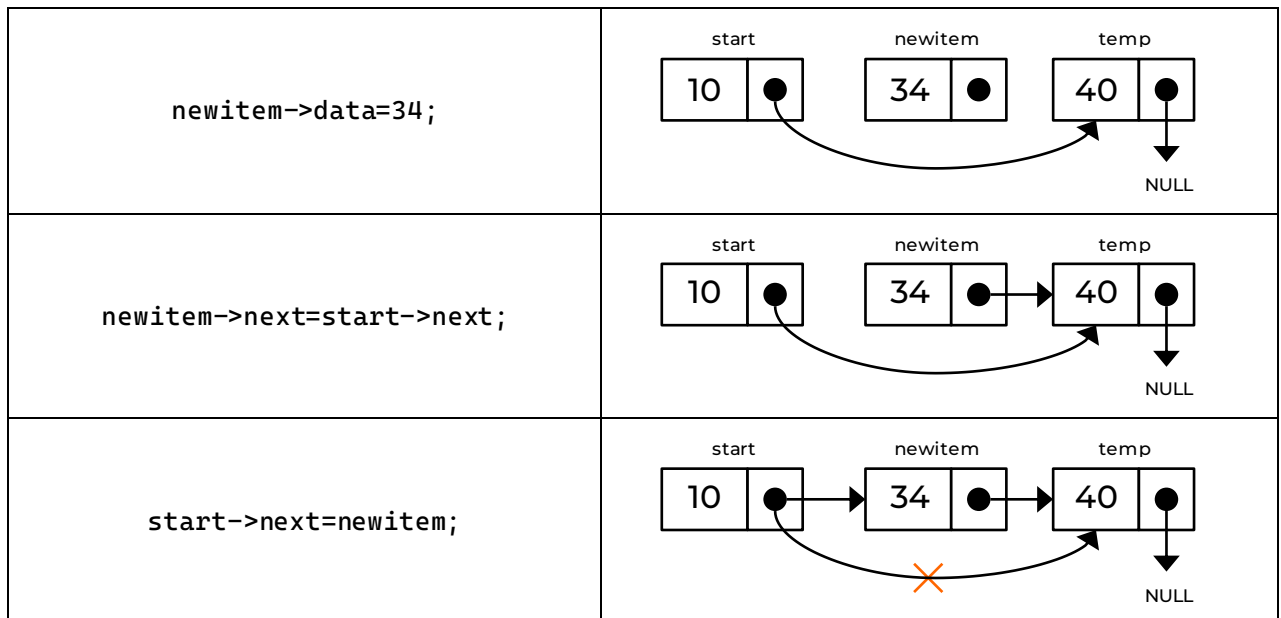 newitem->data=34;
start newitem temp
10 34 40
NULL
newitem->next=start->next;
start newitem temp
10 34 40
NULL
start->next=newitem;
start newitem temp
10 34 40
NULL